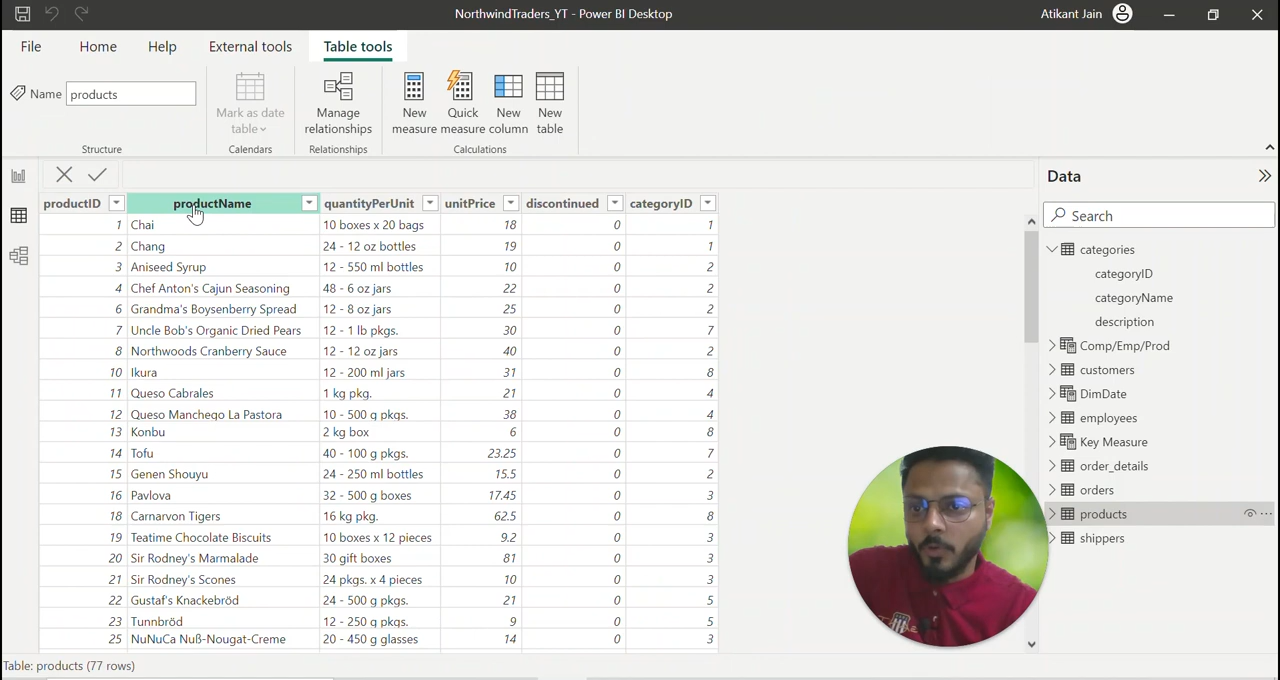 NorthwindTraders_YT - Power BI Desktop Atikant Jain
File Home Help External tools Table tools
Name products
Mark as date table
Manage relationships
New measure
Quick measure
New column
New table
Structure Calendars Relationships Calculations
productID productName quantityPerUnit unitPrice discontinued categoryID
1 Chai 10 boxes x 20 bags 18 0 1
2 Chang 24 - 12 oz bottles 19 0 1
3 Aniseed Syrup 12 - 550 ml bottles 10 0 2
4 Chef Anton's Cajun Seasoning 48 - 6 oz jars 22 0 2
6 Grandma's Boysenberry Spread 12 - 8 oz jars 25 0 2
7 Uncle Bob's Organic Dried Pears 12 - 1 lb pkgs. 30 0 7
8 Northwoods Cranberry Sauce 12 - 12 oz jars 40 0 2
10 Ikura 12 - 200 ml jars 31 0 8
11 Queso Cabrales 1 kg pkg. 21 0 4
12 Queso Manchego La Pastora 10 - 500 g pkgs. 38 0 4
13 Konbu 2 kg box 6 0 8
14 Tofu 40 - 100 g pkgs. 23.25 0 7
15 Genen Shouyu 24 - 250 ml bottles 15.5 0 2
16 Pavlova 32 - 500 g boxes 17.45 0 3
18 Carnarvon Tigers 16 kg pkg. 62.5 0 8
19 Teatime Chocolate Biscuits 10 boxes x 12 pieces 9.2 0 3
20 Sir Rodney's Marmalade 30 gift boxes 81 0 3
21 Sir Rodney's Scones 24 pkgs. x 4 pieces 10 0 3
22 Gustaf's Knackebröd 24 - 500 g pkgs. 21 0 5
23 Tunnbröd 12 - 250 g pkgs. 9 0 5
25 NuNuCa Nuß-Nougat-Creme 20 - 450 g glasses 14 0 3
Data
Search
categories
categoryID
categoryName
description
Comp/Emp/Prod
customers
DimDate
employees
Key Measure
order_details
orders
products
shippers
Table: products (77 rows)